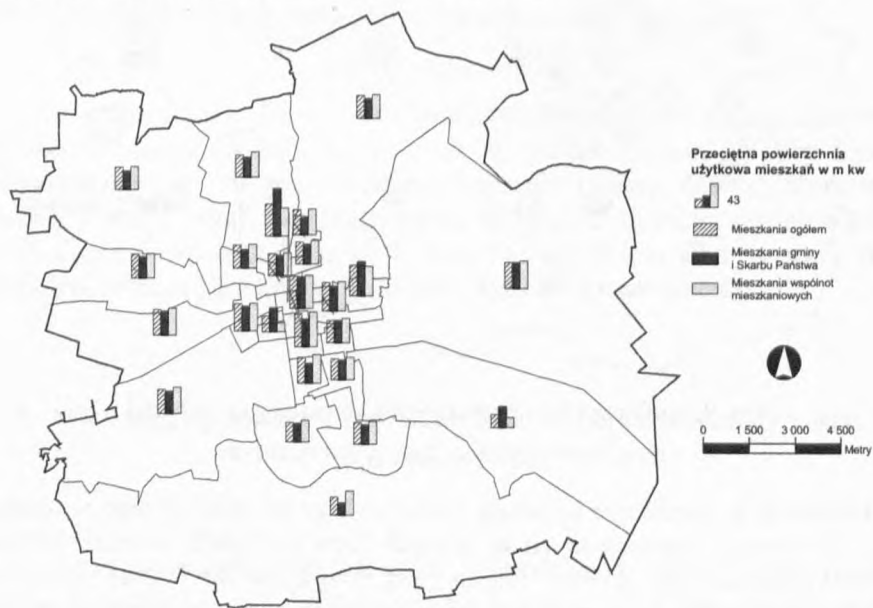 Przeciętna powierzchnia
użytkowa mieszkań w m kw
43
Mieszkania ogółem
Mieszkania gminy
i Skarbu Państwa
Mieszkania wspólnot
mieszkaniowych
0 1 500 3 000 4 500
Metry